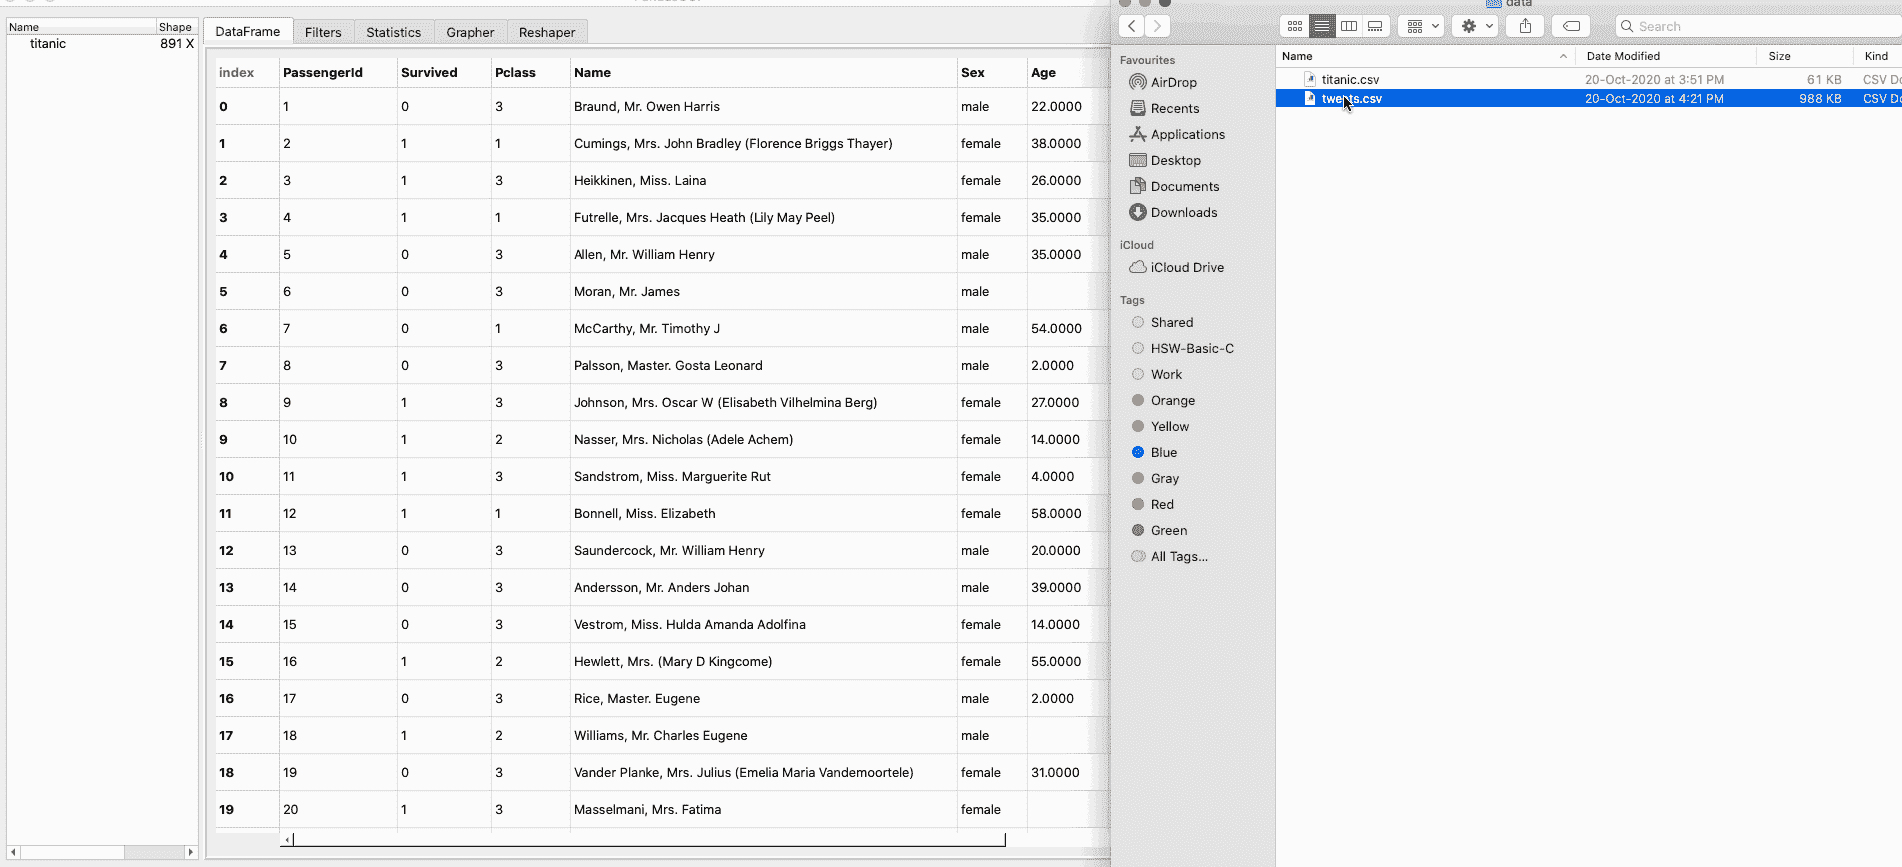 Name Shape
titanic 891 X
DataFrame Filters Statistics Grapher Reshaper
index PassengerId Survived Pclass Name Sex Age
0 1 0 3 Braund, Mr. Owen Harris male 22.0000
1 2 1 1 Cumings, Mrs. John Bradley (Florence Briggs Thayer) female 38.0000
2 3 1 3 Heikkinen, Miss. Laina female 26.0000
3 4 1 1 Futrelle, Mrs. Jacques Heath (Lily May Peel) female 35.0000
4 5 0 3 Allen, Mr. William Henry male 35.0000
5 6 0 3 Moran, Mr. James male
6 7 0 1 McCarthy, Mr. Timothy J male 54.0000
7 8 0 3 Palsson, Master. Gosta Leonard male 2.0000
8 9 1 3 Johnson, Mrs. Oscar W (Elisabeth Vilhelmina Berg) female 27.0000
9 10 1 2 Nasser, Mrs. Nicholas (Adele Achem) female 14.0000
10 11 1 3 Sandstrom, Miss. Marguerite Rut female 4.0000
11 12 1 1 Bonnell, Miss. Elizabeth female 58.0000
12 13 0 3 Saundercock, Mr. William Henry male 20.0000
13 14 0 3 Andersson, Mr. Anders Johan male 39.0000
14 15 0 3 Vestrom, Miss. Hulda Amanda Adolfina female 14.0000
15 16 1 2 Hewlett, Mrs. (Mary D Kingcome) female 55.0000
16 17 0 3 Rice, Master. Eugene male 2.0000
17 18 1 2 Williams, Mr. Charles Eugene male
18 19 0 3 Vander Planke, Mrs. Julius (Emelia Maria Vandemoortele) female 31.0000
19 20 1 3 Masselmani, Mrs. Fatima female
data
Search
Favourites
AirDrop
Recents
Applications
Desktop
Documents
Downloads
iCloud
iCloud Drive
Tags
Shared
HSW-Basic-C
Work
Orange
Yellow
Blue
Gray
Red
Green
All Tags...
Name Date Modified Size Kind
titanic.csv 20-Oct-2020 at 3:51 PM 61 KB CSV Do
20-Oct-2020 at 4:21 PM 988 KB CSV Do